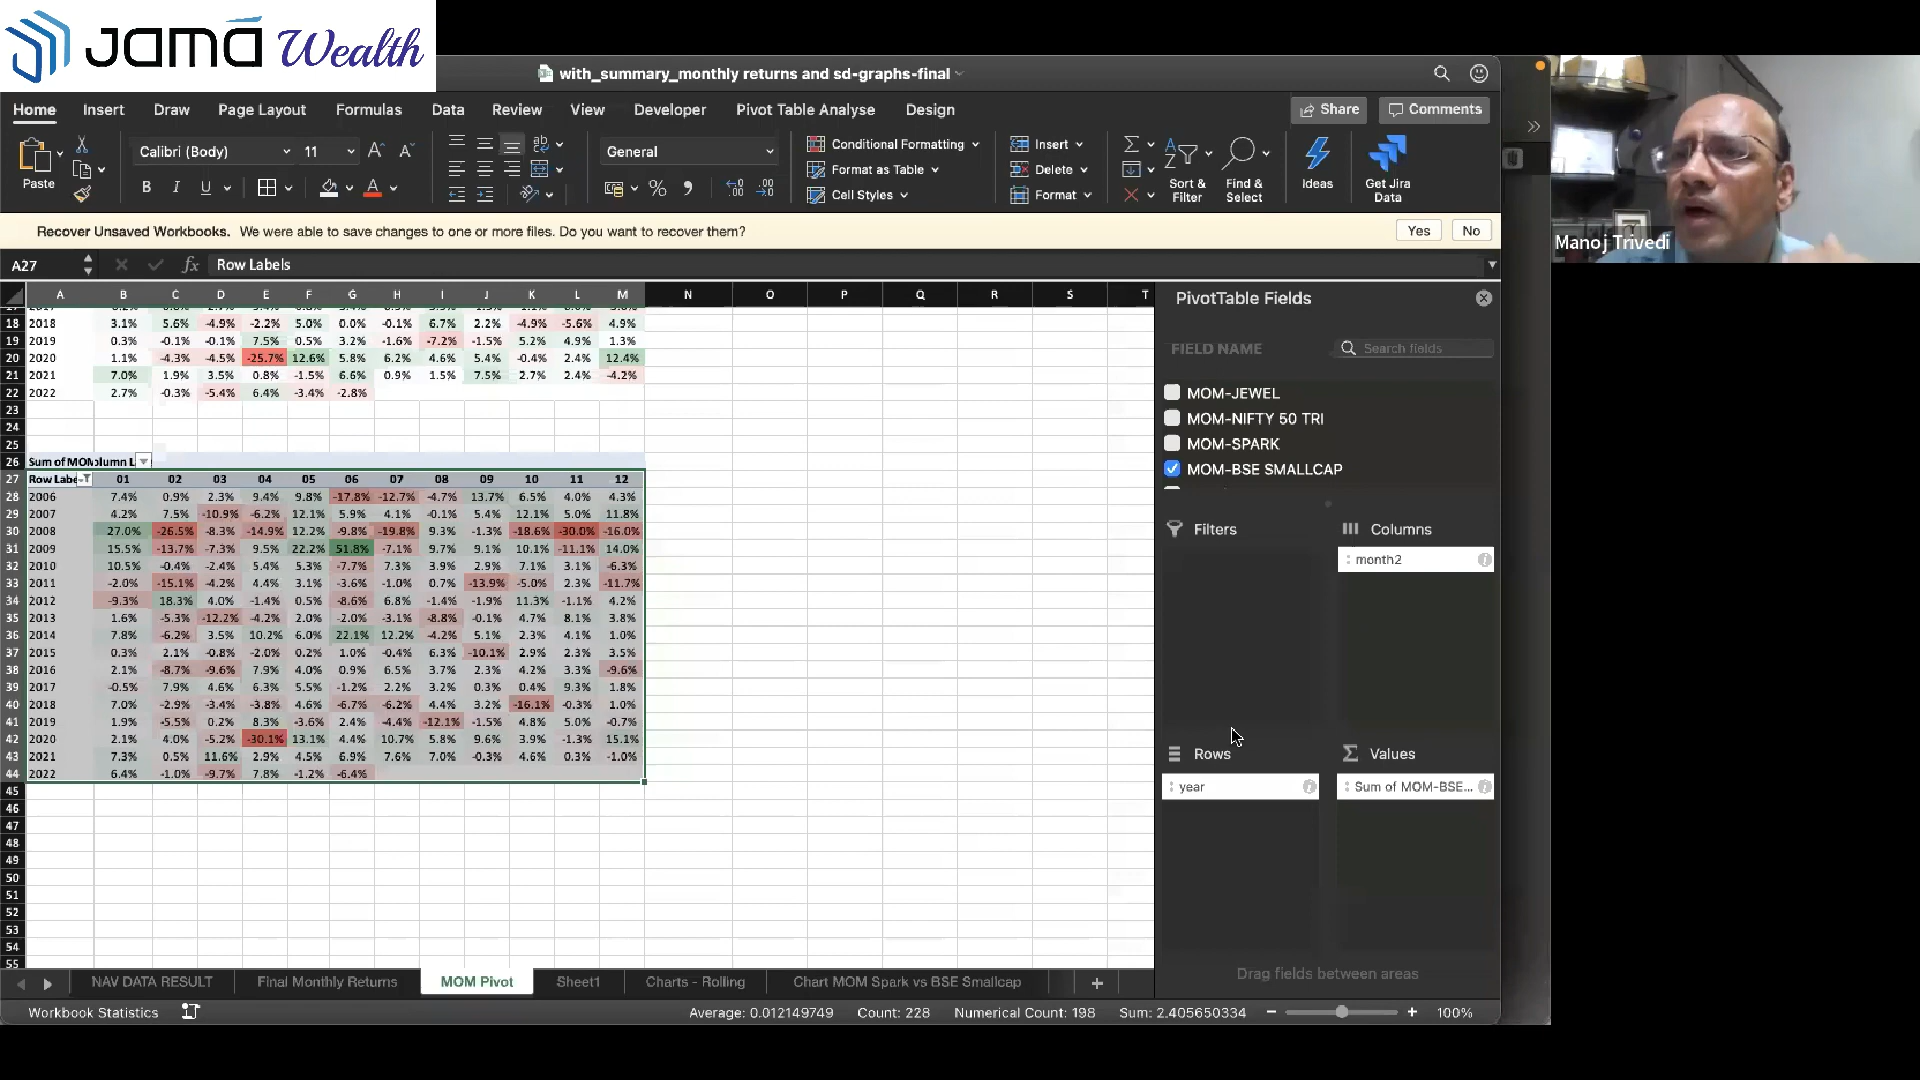 JAMA Wealth
with_summary_monthly returns and sd-graphs-final
Home Insert Draw Page Layout Formulas Data Review View Developer Pivot Table Analyse Design Share Comments
Paste Calibri (Body) 11 B I U General % Conditional Formatting Format as Table Cell Styles Insert Delete Format Sort & Filter Find & Select Ideas Get Jira Data
Recover Unsaved Workbooks. We were able to save changes to one or more files. Do you want to recover them? Yes No
Manoj Trivedi
A27 fx Row Labels
A B C D E F G H I J K L M N O P Q R S T
18 2018 3.1% 5.6% -4.9% -2.2% 5.0% 0.0% -0.1% 6.7% 2.2% -4.9% -5.6% 4.9%
19 2019 0.3% -0.1% -0.1% 7.5% 0.5% 3.2% -1.6% -7.2% -1.5% 5.2% 4.9% 1.3%
20 2020 1.1% -4.3% -4.5% -25.7% 12.6% 5.8% 6.2% 4.6% 5.4% -0.4% 2.4% 12.4%
21 2021 7.0% 1.9% 3.5% 0.8% -1.5% 6.6% 0.9% 1.5% 7.5% 2.7% 2.4% -4.2%
22 2022 2.7% -0.3% -5.4% 6.4% -3.4% -2.8%
23
24
25
26 Sum of MOM
27 Row Labe 01 02 03 04 05 06 07 08 09 10 11 12
28 2006 7.4% 0.9% 2.3% 9.4% 9.8% -17.8% -12.7% -4.7% 13.7% 6.5% 4.0% 4.3%
29 2007 4.2% 7.5% -10.9% -6.2% 12.1% 5.9% 4.1% -0.1% 5.4% 12.1% 5.0% 11.8%
30 2008 27.0% -26.5% -8.3% -14.9% 12.2% -9.8% -19.8% 9.3% -1.3% -18.6% -30.0% -16.0%
31 2009 15.5% -13.7% -7.3% 9.5% 22.2% 51.8% -7.1% 9.7% 9.1% 10.1% -11.1% 14.0%
32 2010 10.5% -0.4% -2.4% 5.4% 5.3% -7.7% 7.3% 3.9% 2.9% 7.1% 3.1% -6.3%
33 2011 -2.0% -15.1% -4.2% 4.4% 3.1% -3.6% -1.0% 0.7% -13.9% -5.0% 2.3% -11.7%
34 2012 -9.3% 18.3% 4.0% -1.4% 0.5% -8.6% 6.8% -1.4% -1.9% 11.3% -1.1% 4.2%
35 2013 1.6% -5.3% -12.2% -4.2% 2.0% -2.0% -3.1% -8.8% -0.1% 4.7% 8.1% 3.8%
36 2014 7.8% -6.2% 3.5% 10.2% 6.0% 22.1% 12.2% -4.2% 5.1% 2.3% 4.1% 1.0%
37 2015 0.3% 2.1% -0.8% -2.0% 0.2% 1.0% -0.4% 6.3% -10.1% 2.9% 2.3% 3.5%
38 2016 2.1% -8.7% -9.6% 7.9% 4.0% 0.9% 6.5% 3.7% 2.3% 4.2% 3.3% -9.6%
39 2017 -0.5% 7.9% 4.6% 6.3% 5.5% -1.2% 2.2% 3.2% 0.3% 0.4% 9.3% 1.8%
40 2018 7.0% -2.9% -3.4% -3.8% 4.6% -6.7% -6.2% 4.4% 3.2% -16.1% -0.3% 1.0%
41 2019 1.9% -5.5% 0.2% 8.3% -3.6% 2.4% -4.4% -12.1% -1.5% 4.8% 5.0% -0.7%
42 2020 2.1% 4.0% -5.2% -30.1% 13.1% 4.4% 10.7% 5.8% 9.6% 3.9% -1.3% 15.1%
43 2021 7.3% 0.5% 11.6% 2.9% 4.5% 6.9% 7.6% 7.0% -0.3% 4.6% 0.3% -1.0%
44 2022 6.4% -1.0% -9.7% 7.8% -1.2% -6.4%
45
46
47
48
49
50
51
52
53
54
55
PivotTable Fields
FIELD NAME Search fields
MOM-JEWEL
MOM-NIFTY 50 TRI
MOM-SPARK
MOM-BSE SMALLCAP
Filters Columns
month2
Rows Values
year Sum of MOM-BSE...
Drag fields between areas
NAV DATA RESULT Final Monthly Returns MOM Pivot Sheet1 Charts - Rolling Chart MOM Spark vs BSE Smallcap +
Workbook Statistics Average: 0.012149749 Count: 228 Numerical Count: 198 Sum: 2.405650334 − + 100%